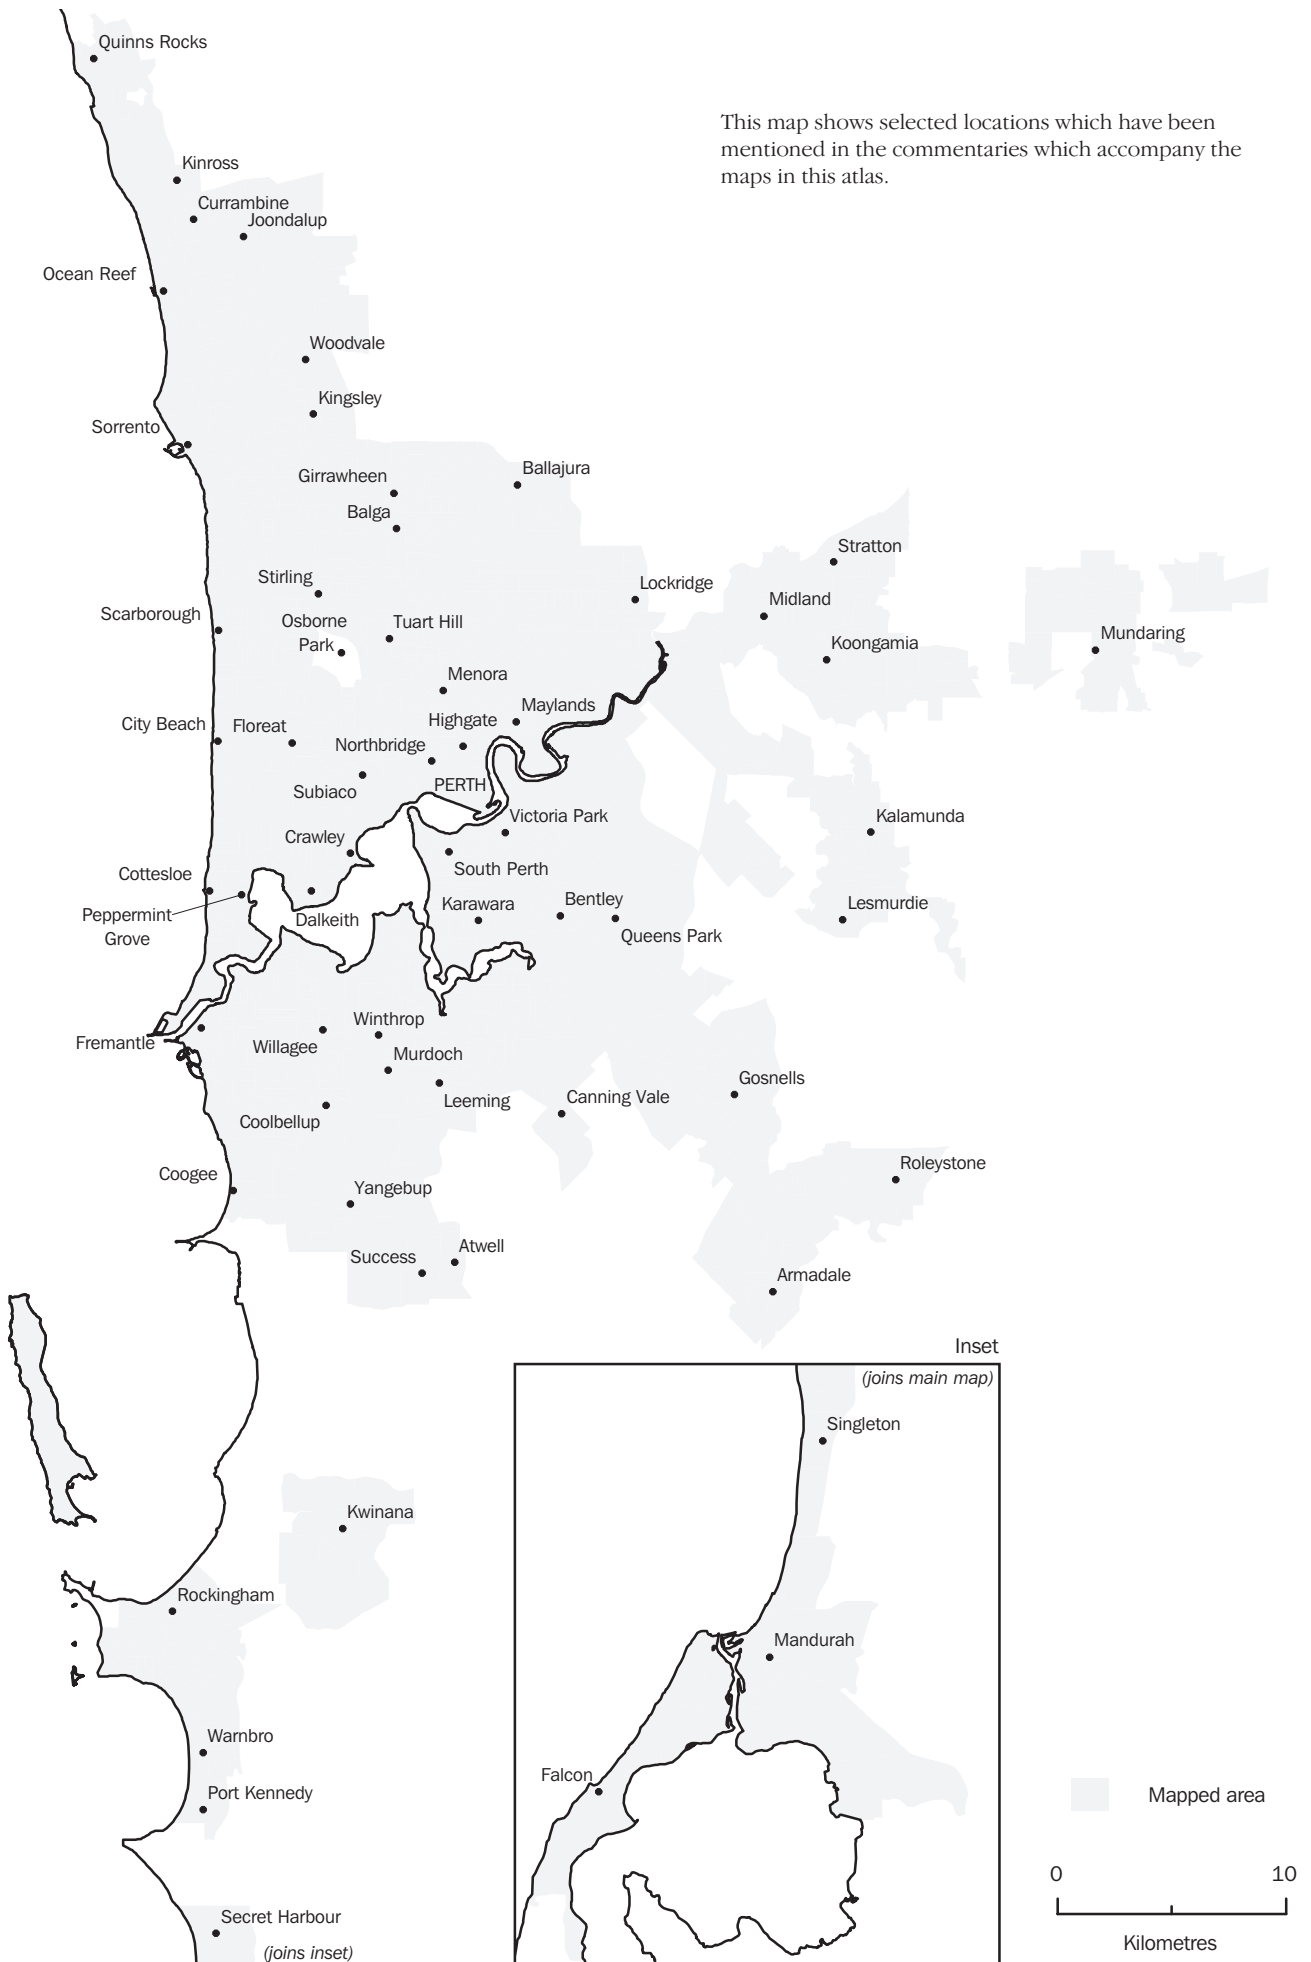 Quinns Rocks
This map shows selected locations which have been
mentioned in the commentaries which accompany the
maps in this atlas.
Kinross
Currambine
Joondalup
Ocean Reef
Woodvale
Kingsley
Sorrento
Ballajura
Girrawheen
Balga
Stratton
Stirling
Lockridge
Midland
Scarborough
Osborne
Park
Tuart Hill
Koongamia
Mundaring
Menora
Maylands
Highgate
City Beach
Floreat
Northbridge
PERTH
Subiaco
Victoria Park
Kalamunda
Crawley
South Perth
Cottesloe
Bentley
Karawara
Lesmurdie
Peppermint
Grove
Dalkeith
Queens Park
Winthrop
Fremantle
Willagee
Murdoch
Gosnells
Leeming
Canning Vale
Coolbellup
Roleystone
Coogee
Yangebup
Atwell
Success
Armadale
Inset
(joins main map)
Singleton
Kwinana
Rockingham
Mandurah
Warnbro
Falcon
Port Kennedy
Mapped area
0 10
Kilometres
Secret Harbour
(joins inset)